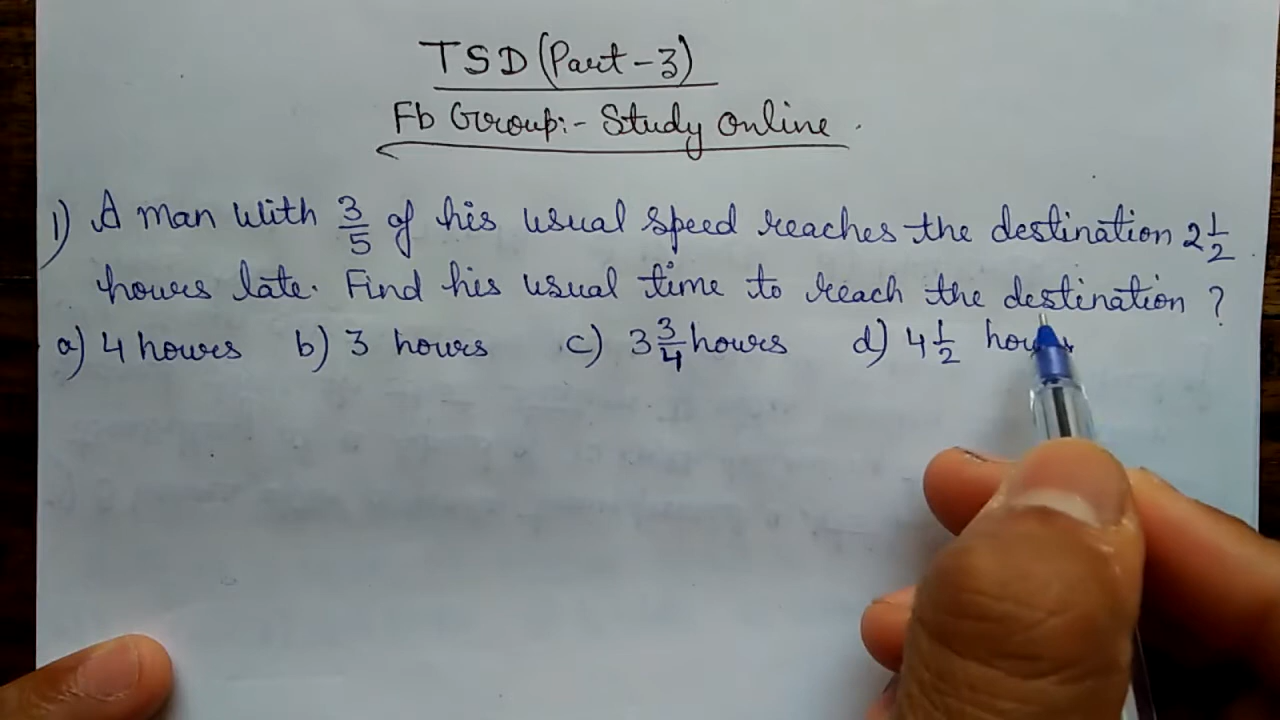 TSD (Part-3)
Fb Group:- Study Online.
1) A man with 3/5 of his usual speed reaches the destination 2 1/2
hours late. Find his usual time to reach the destination ?
a) 4 hours b) 3 hours c) 3 3/4 hours d) 4 1/2